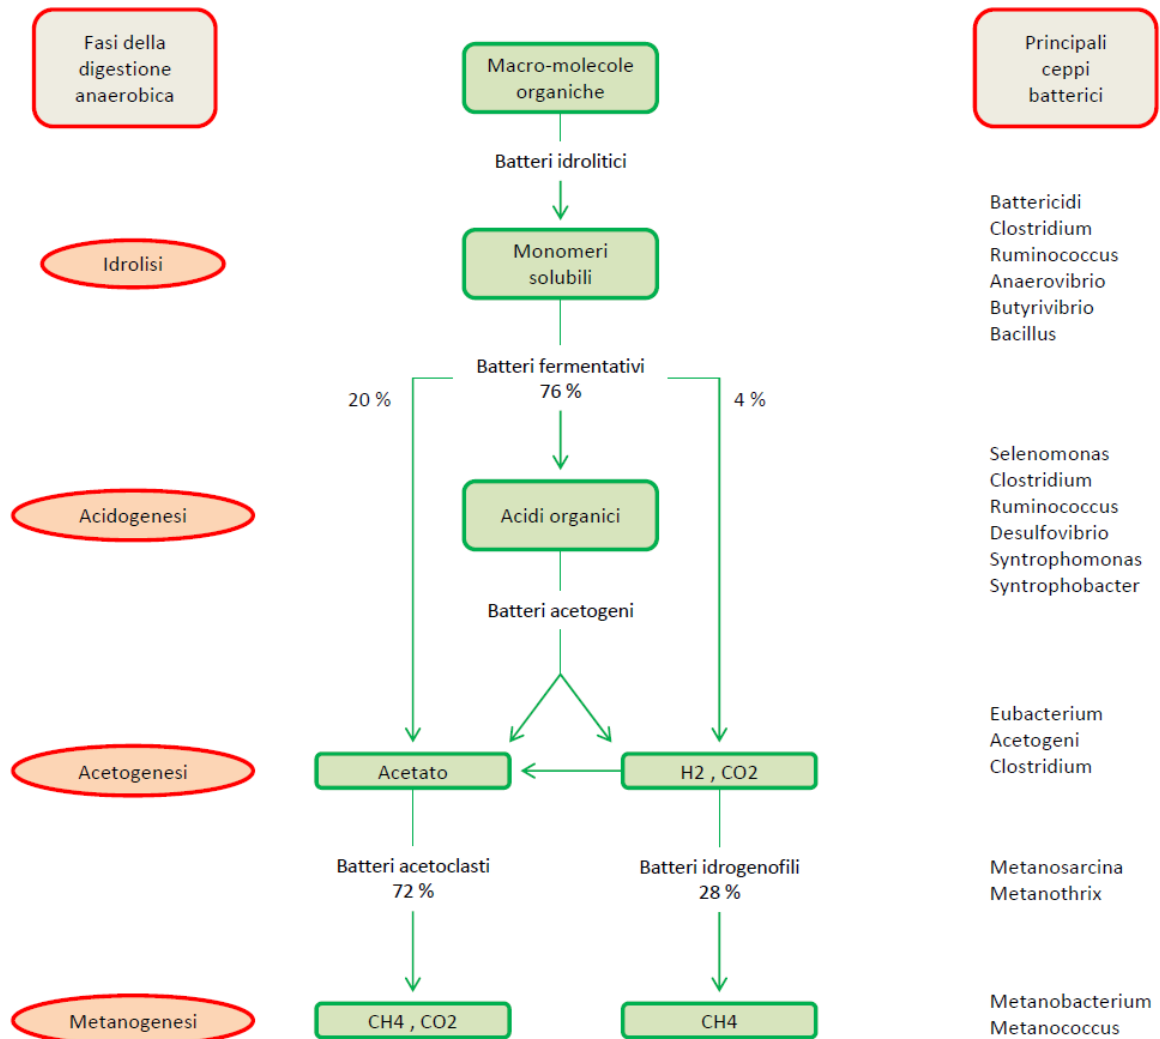 Fasi della
digestione
anaerobica
Macro-molecole
organiche
Principali
ceppi
batterici
Batteri idrolitici
Idrolisi
Monomeri
solubili
Battericidi
Clostridium
Ruminococcus
Anaerovibrio
Butyrivibrio
Bacillus
Batteri fermentativi
20 %
76 %
4 %
Acidogenesi
Acidi organici
Selenomonas
Clostridium
Ruminococcus
Desulfovibrio
Syntrophomonas
Syntrophobacter
Batteri acetogeni
Acetogenesi
Acetato
H2 , CO2
Eubacterium
Acetogeni
Clostridium
Batteri acetoclasti
72 %
Batteri idrogenofili
28 %
Metanosarcina
Metanothrix
Metanogenesi
CH4 , CO2
CH4
Metanobacterium
Metanococcus